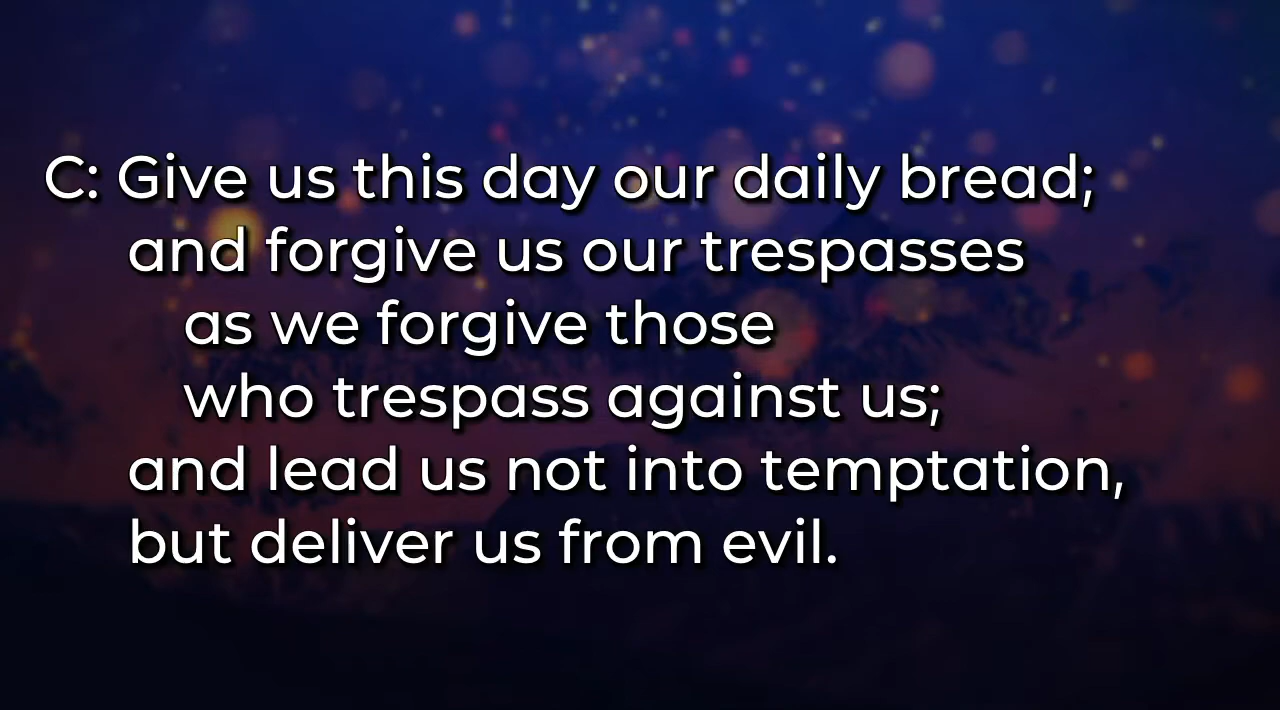 C: Give us this day our daily bread;
and forgive us our trespasses
as we forgive those
who trespass against us;
and lead us not into temptation,
but deliver us from evil.